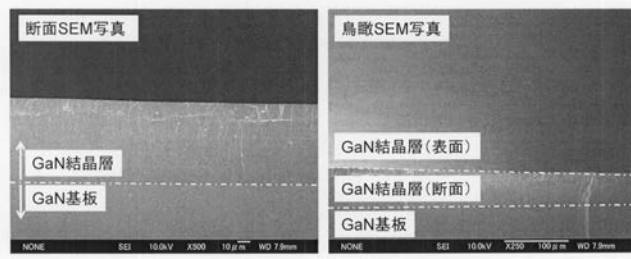 断面SEM写真
GaN結晶層
GaN基板
NONE SEI 10.0kV X500 10μm WD 7.9mm
鳥瞰SEM写真
GaN結晶層(表面)
GaN結晶層(断面)
GaN基板
NONE SEI 10.0kV X250 100μm WD 7.9mm